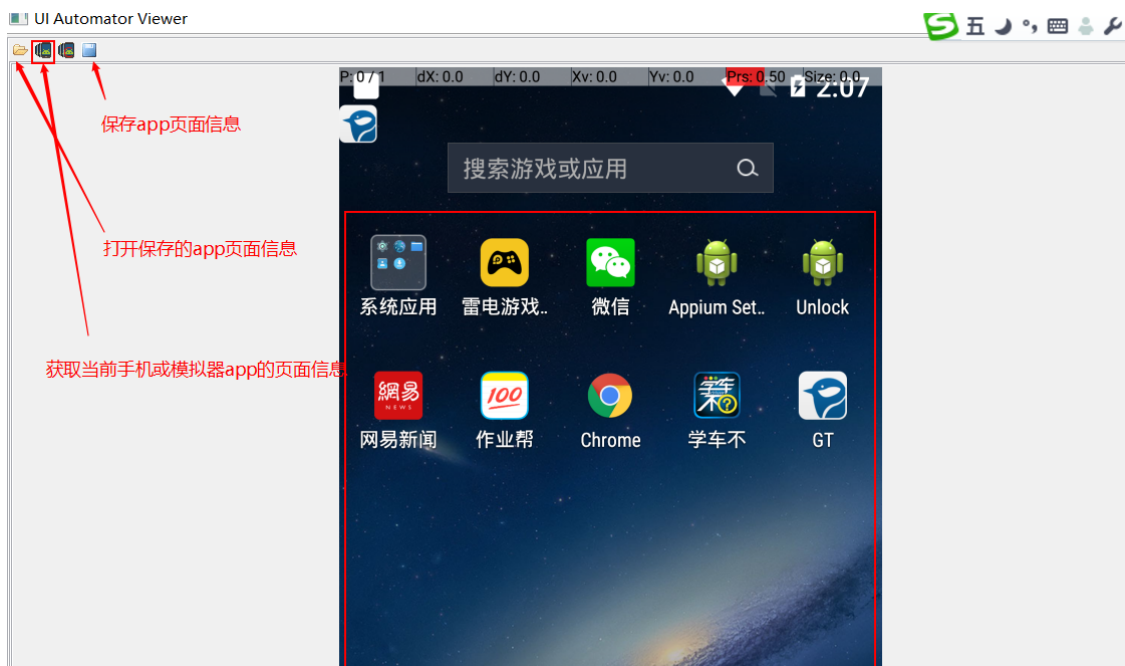 UI Automator Viewer
五
P: 0 / 1 dX: 0.0 dY: 0.0 Xv: 0.0 Yv: 0.0 Prs: 0.50 Size: 0.0
2:07
保存app页面信息
搜索游戏或应用
打开保存的app页面信息
系统应用 雷电游戏.. 微信 Appium Set.. Unlock
获取当前手机或模拟器app的页面信息
網易
NEWS
100
学车
不?
网易新闻 作业帮 Chrome 学车不 GT